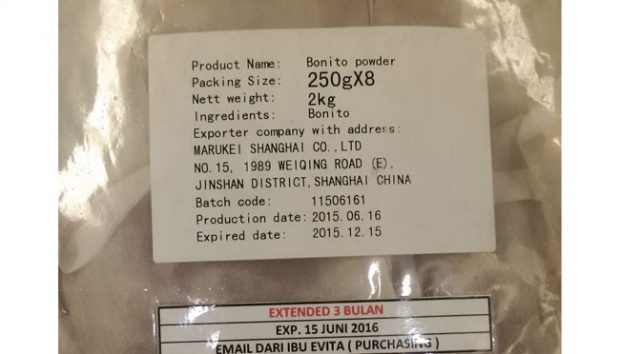 Product Name: Bonito powder
Packing Size: 250gX8
Nett weight: 2kg
Ingredients: Bonito
Exporter company with address:
MARUKEI SHANGHAI CO.,LTD
NO.15, 1989 WEIQING ROAD (E),
JINSHAN DISTRICT,SHANGHAI CHINA
Batch code: 11506161
Production date: 2015.06.16
Expired date: 2015.12.15
EXTENDED 3 BULAN
EXP. 15 JUNI 2016
EMAIL DARI IBU EVITA ( PURCHASING )